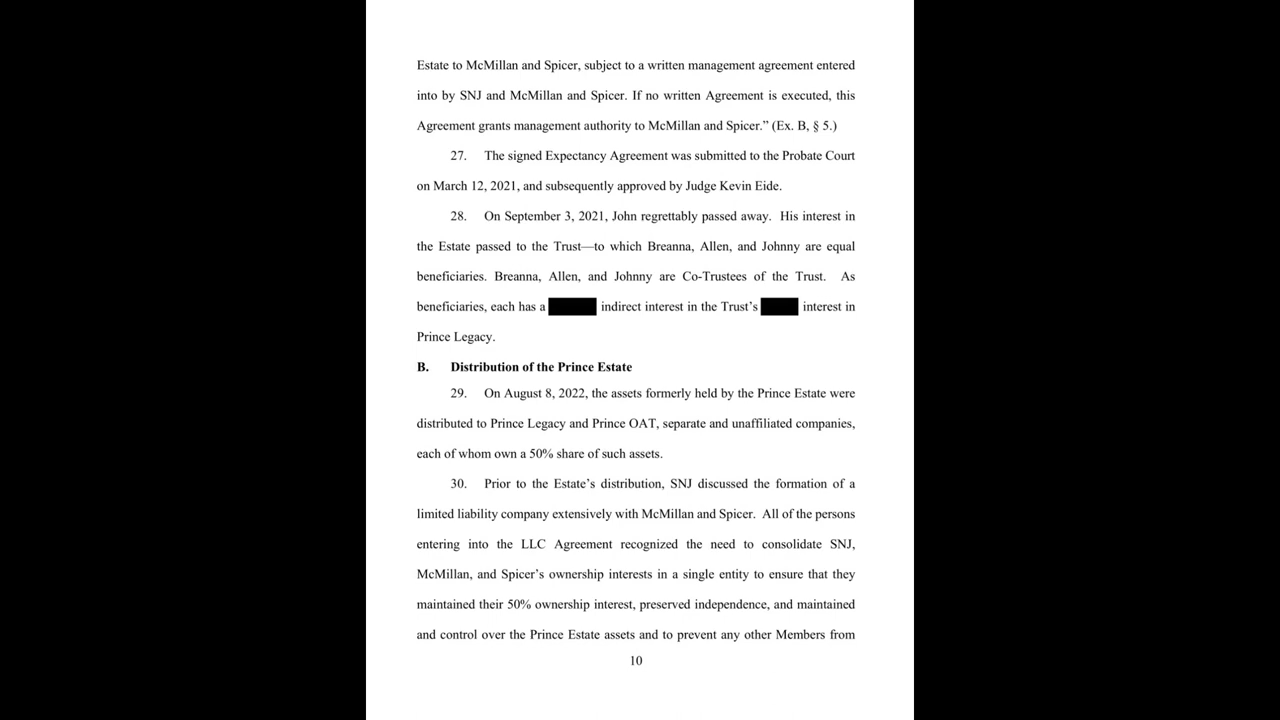 Estate to McMillan and Spicer, subject to a written management agreement entered
into by SNJ and McMillan and Spicer. If no written Agreement is executed, this
Agreement grants management authority to McMillan and Spicer.” (Ex. B, § 5.)
27. The signed Expectancy Agreement was submitted to the Probate Court
on March 12, 2021, and subsequently approved by Judge Kevin Eide.
28. On September 3, 2021, John regrettably passed away. His interest in
the Estate passed to the Trust—to which Breanna, Allen, and Johnny are equal
beneficiaries. Breanna, Allen, and Johnny are Co-Trustees of the Trust. As
beneficiaries, each has a indirect interest in the Trust’s interest in
Prince Legacy.
B. Distribution of the Prince Estate
29. On August 8, 2022, the assets formerly held by the Prince Estate were
distributed to Prince Legacy and Prince OAT, separate and unaffiliated companies,
each of whom own a 50% share of such assets.
30. Prior to the Estate’s distribution, SNJ discussed the formation of a
limited liability company extensively with McMillan and Spicer. All of the persons
entering into the LLC Agreement recognized the need to consolidate SNJ,
McMillan, and Spicer’s ownership interests in a single entity to ensure that they
maintained their 50% ownership interest, preserved independence, and maintained
and control over the Prince Estate assets and to prevent any other Members from
10